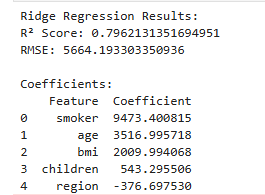 Ridge Regression Results:
R² Score: 0.7962131351694951
RMSE: 5664.193303350936
Coefficients:
Feature Coefficient
0 smoker 9473.400815
1 age 3516.995718
2 bmi 2009.994068
3 children 543.295506
4 region -376.697530